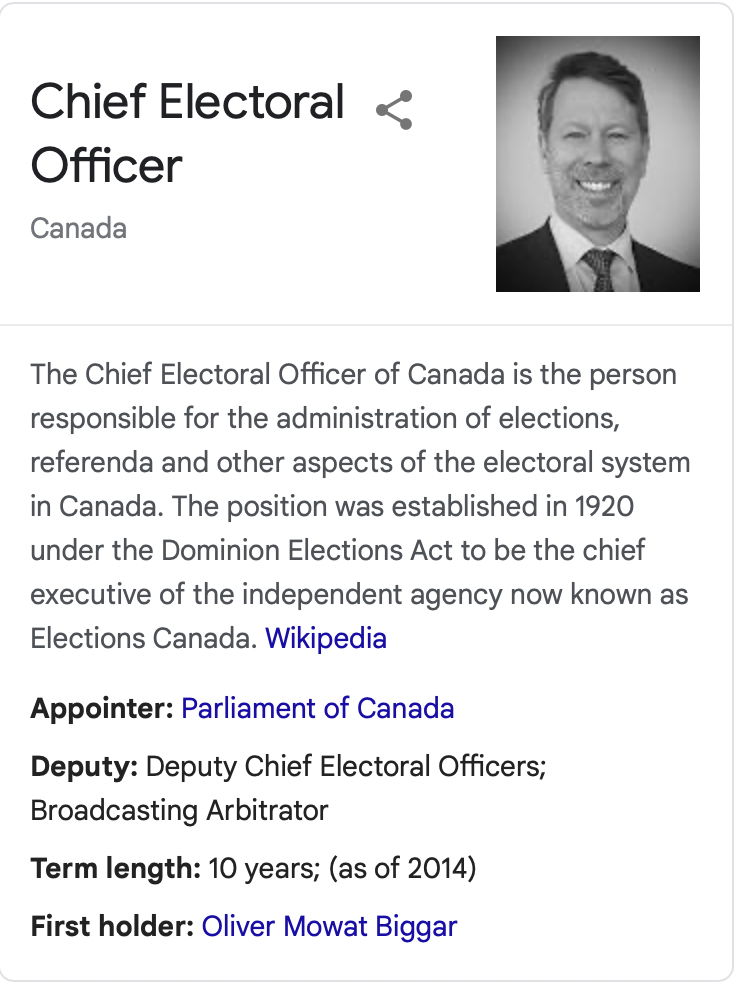 Chief Electoral
Officer
Canada
The Chief Electoral Officer of Canada is the person
responsible for the administration of elections,
referenda and other aspects of the electoral system
in Canada. The position was established in 1920
under the Dominion Elections Act to be the chief
executive of the independent agency now known as
Elections Canada. Wikipedia
Appointer: Parliament of Canada
Deputy: Deputy Chief Electoral Officers;
Broadcasting Arbitrator
Term length: 10 years; (as of 2014)
First holder: Oliver Mowat Biggar